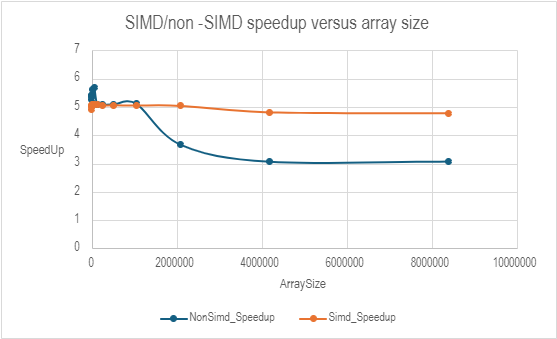 SIMD/non -SIMD speedup versus array size
7
6
5
4
3
2
1
0
SpeedUp
0 2000000 4000000 6000000 8000000 10000000
ArraySize
NonSimd_Speedup Simd_Speedup